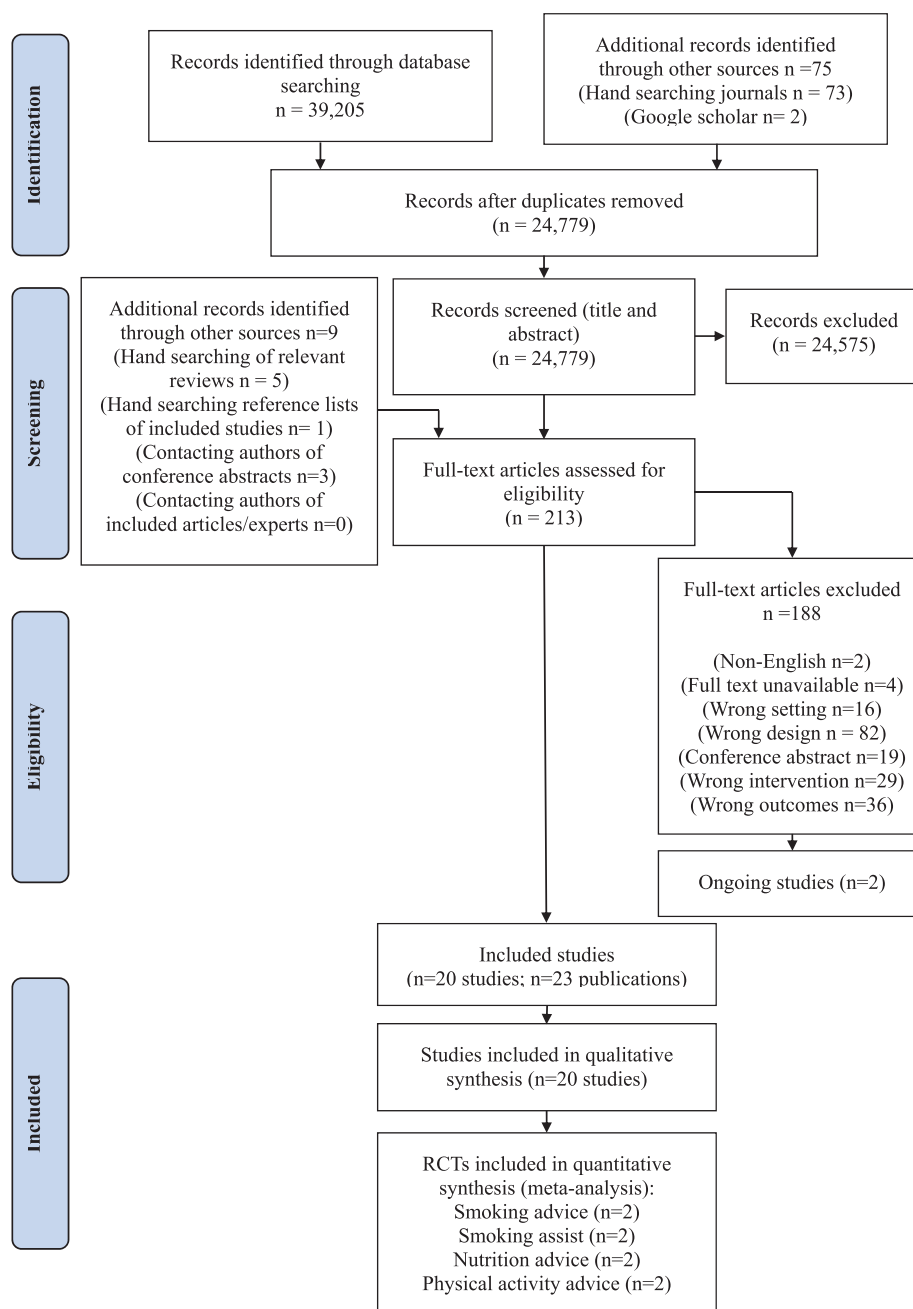 Identification
Records identified through database
searching
n = 39,205
Additional records identified
through other sources n =75
(Hand searching journals n = 73)
(Google scholar n= 2)
Records after duplicates removed
(n = 24,779)
Screening
Additional records identified
through other sources n=9
(Hand searching of relevant
reviews n = 5)
(Hand searching reference lists
of included studies n= 1)
(Contacting authors of
conference abstracts n=3)
(Contacting authors of
included articles/experts n=0)
Records screened (title and
abstract)
(n = 24,779)
Records excluded
(n = 24,575)
Full-text articles assessed for
eligibility
(n = 213)
Eligibility
Full-text articles excluded
n =188
(Non-English n=2)
(Full text unavailable n=4)
(Wrong setting n=16)
(Wrong design n = 82)
(Conference abstract n=19)
(Wrong intervention n=29)
(Wrong outcomes n=36)
Ongoing studies (n=2)
Included
Included studies
(n=20 studies; n=23 publications)
Studies included in qualitative
synthesis (n=20 studies)
RCTs included in quantitative
synthesis (meta-analysis):
Smoking advice (n=2)
Smoking assist (n=2)
Nutrition advice (n=2)
Physical activity advice (n=2)